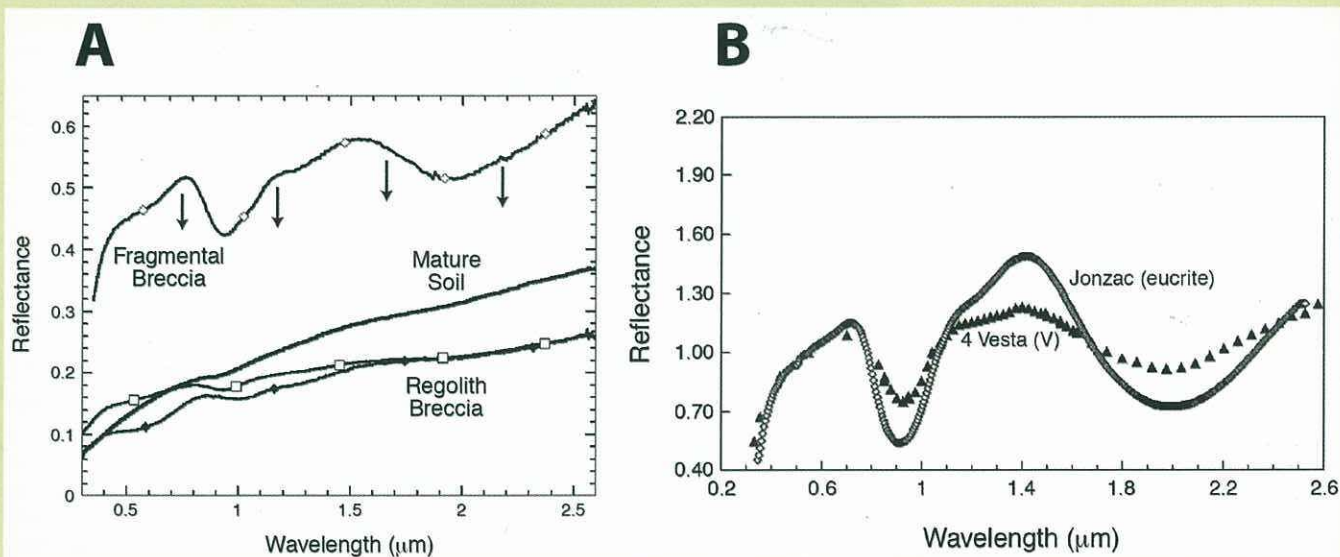 A
0.6
0.5
0.4
0.3
0.2
0.1
0
Reflectance
Fragmental
Breccia
Mature
Soil
Regolith
Breccia
0.5
1
1.5
2
2.5
Wavelength (μm)
B
2.20
1.90
1.60
1.30
1.00
0.70
0.40
Reflectance
Jonzac (eucrite)
4 Vesta (V)
0.2
0.6
1.0
1.4
1.8
2.2
2.6
Wavelength (μm)